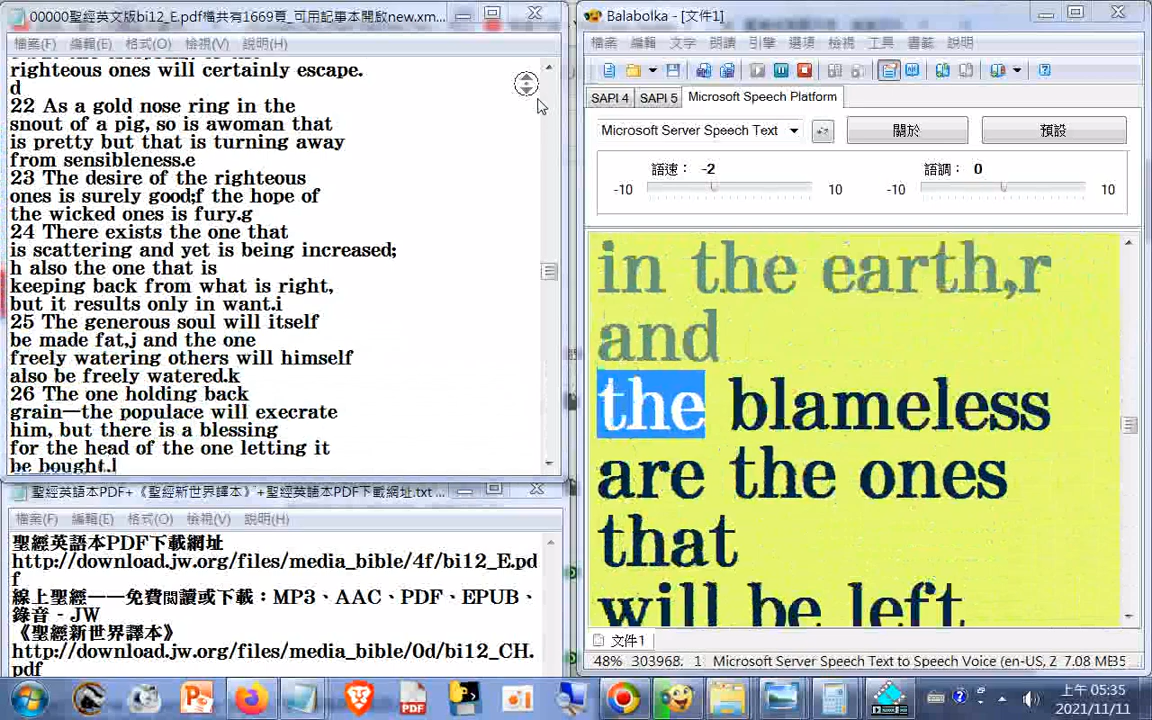 00000聖經英文版bi12_E.pdf檔共有1669頁_可用記事本開啟new.xm...
檔案(F) 編輯(E) 格式(O) 檢視(V) 說明(H)
righteous ones will certainly escape.
d
22 As a gold nose ring in the
snout of a pig, so is awoman that
is pretty but that is turning away
from sensibleness.e
23 The desire of the righteous
ones is surely good;f the hope of
the wicked ones is fury.g
24 There exists the one that
is scattering and yet is being increased;
h also the one that is
keeping back from what is right,
but it results only in want.i
25 The generous soul will itself
be made fat,j and the one
freely watering others will himself
also be freely watered.k
26 The one holding back
grain—the populace will execrate
him, but there is a blessing
for the head of the one letting it
be bought.l
聖經英語本PDF+《聖經新世界譯本》+聖經英語本PDF下載網址.txt ...
檔案(F) 編輯(E) 格式(O) 檢視(V) 說明(H)
聖經英語本PDF下載網址
http://download.jw.org/files/media_bible/4f/bi12_E.pd
f
線上聖經——免費閱讀或下載：MP3、AAC、PDF、EPUB、
錄音 - JW
《聖經新世界譯本》
http://download.jw.org/files/media_bible/0d/bi12_CH.
pdf
Balabolka - [文件1]
檔案 編輯 文字 朗讀 引擎 選項 檢視 工具 書籤 說明
SAPI 4 SAPI 5 Microsoft Speech Platform
Microsoft Server Speech Text 關於 預設
語速： -2 語調： 0
-10 10 -10 10
in the earth,r
and
the blameless
are the ones
that
will be left
文件1
48% 303968: 1 Microsoft Server Speech Text to Speech Voice (en-US, Z 7.08 MB
上午 05:35
2021/11/11